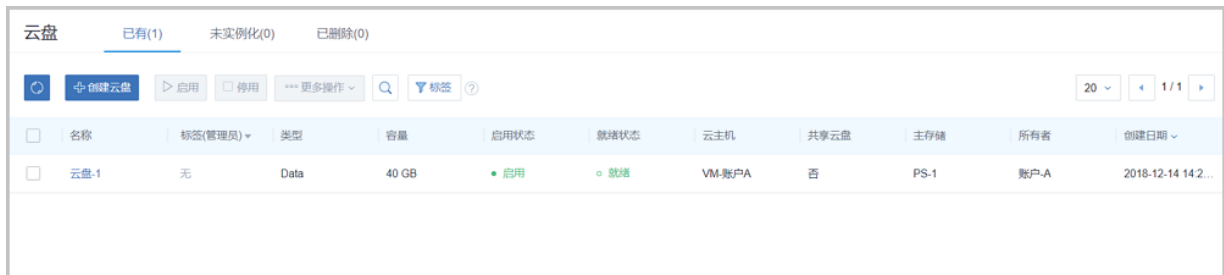 云盘 已有(1) 未实例化(0) 已删除(0)
创建云盘 启用 停用 更多操作 标签 20 1 / 1
名称 标签(管理员) 类型 容量 启用状态 就绪状态 云主机 共享云盘 主存储 所有者 创建日期
云盘-1 无 Data 40 GB 启用 就绪 VM-账户A 否 PS-1 账户-A 2018-12-14 14:2...